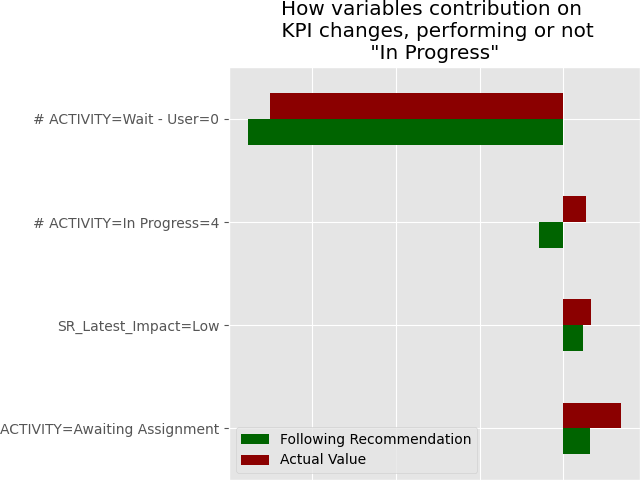 How variables contribution on
KPI changes, performing or not
"In Progress"
# ACTIVITY=Wait - User=0
# ACTIVITY=In Progress=4
SR_Latest_Impact=Low
ACTIVITY=Awaiting Assignment
Following Recommendation
Actual Value